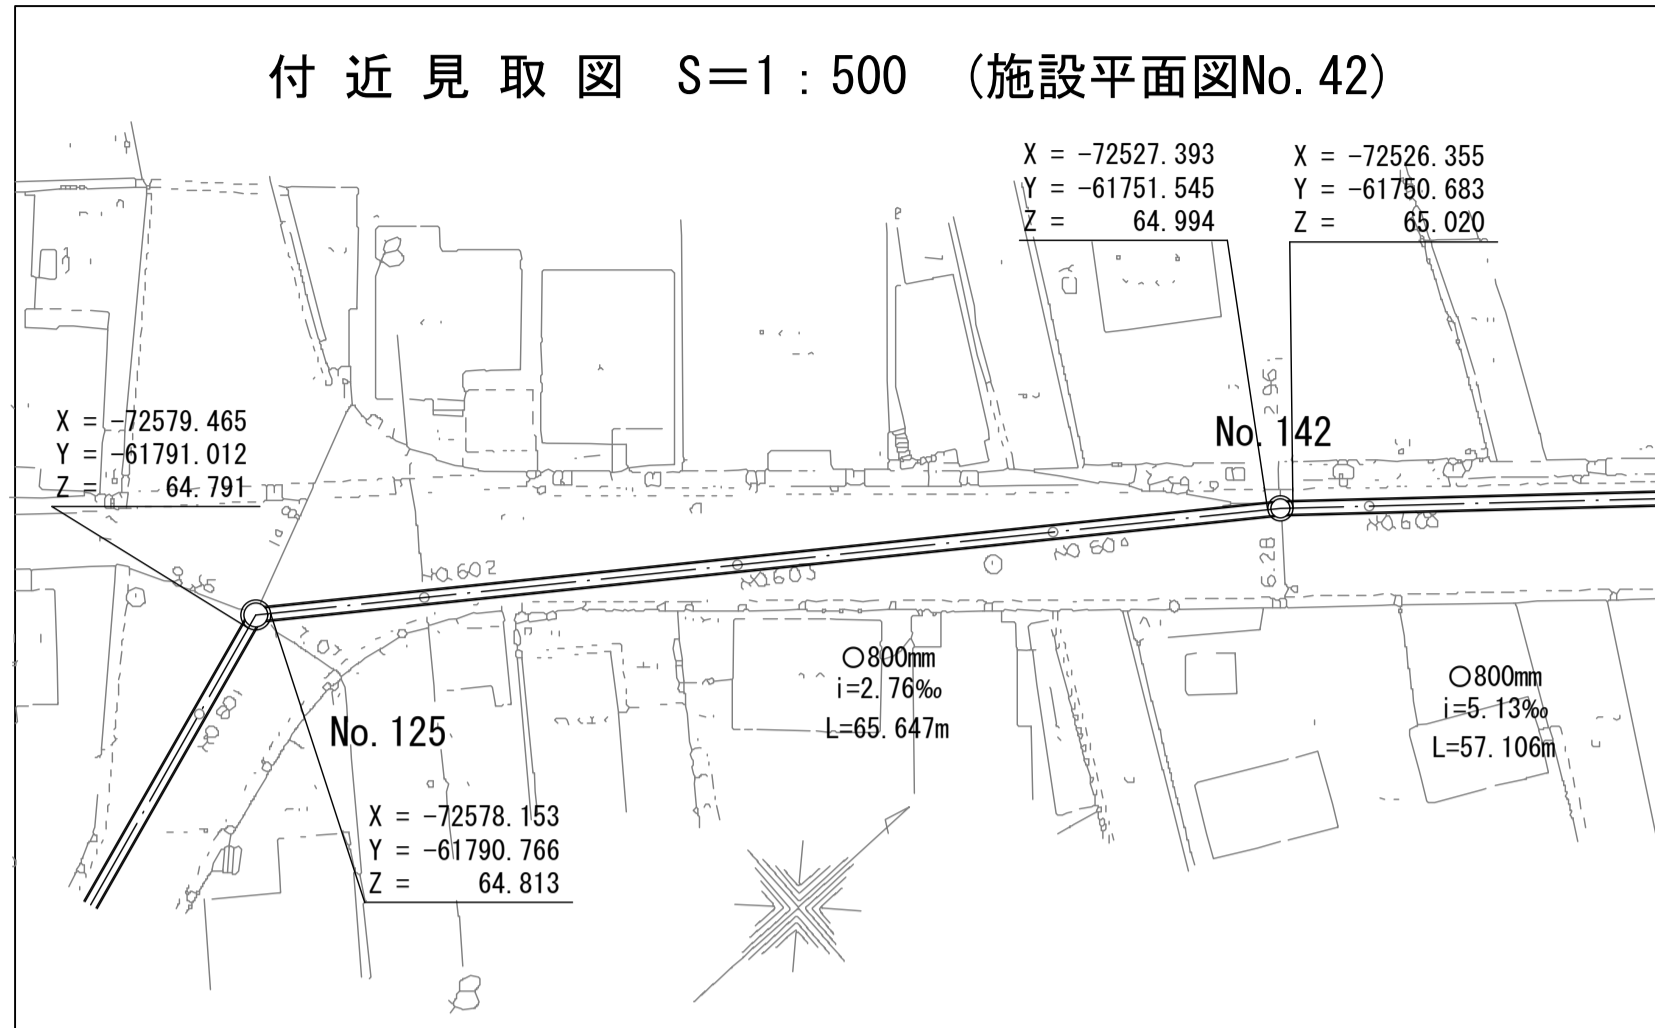 付近見取図 S=1:500 (施設平面図No.42)
X = -72527.393
Y = -61751.545
Z = 64.994
X = -72526.355
Y = -61750.683
Z = 65.020
X = -72579.465
Y = -61791.012
Z = 64.791
No.142
6.28
○800mm
i=2.76‰
L=65.647m
○800mm
i=5.13‰
L=57.106m
No.125
X = -72578.153
Y = -61790.766
Z = 64.813